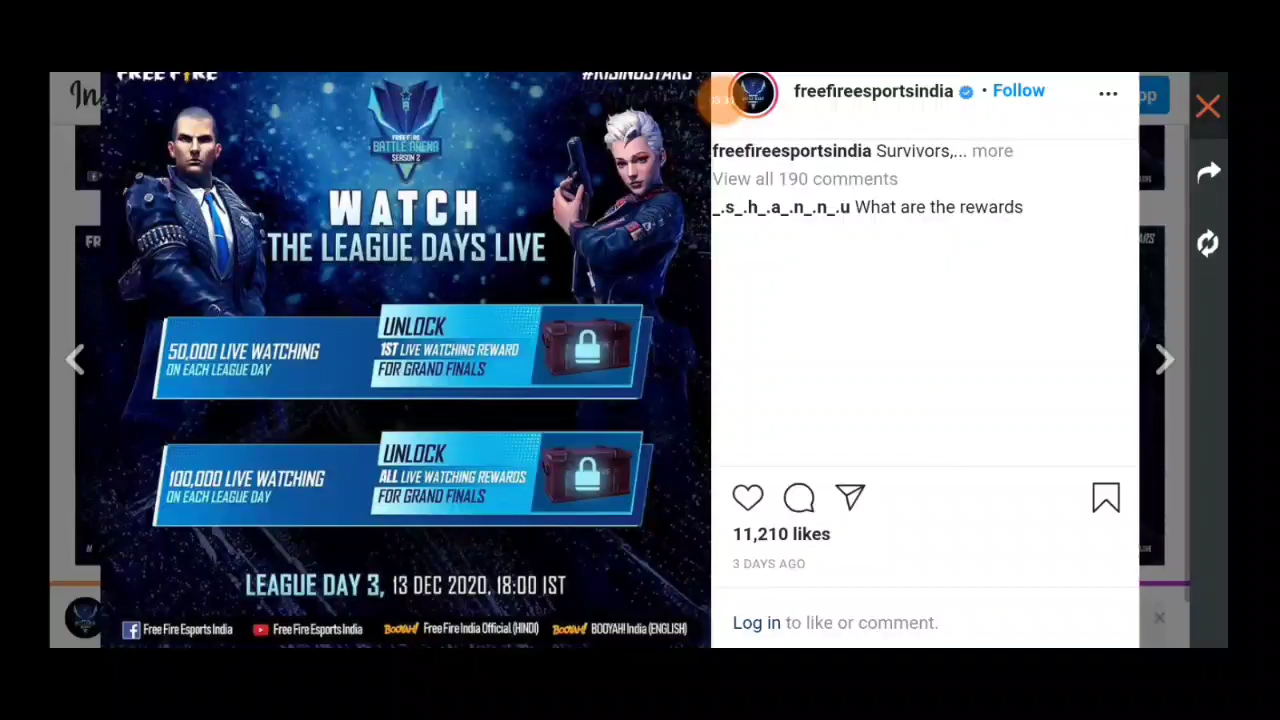 In
FREE FIRE
#RISINGSTARS
FREE FIRE
BATTLE ARENA
SEASON 2
WATCH
THE LEAGUE DAYS LIVE
50,000 LIVE WATCHING
ON EACH LEAGUE DAY
UNLOCK
1ST LIVE WATCHING REWARD
FOR GRAND FINALS
100,000 LIVE WATCHING
ON EACH LEAGUE DAY
UNLOCK
ALL LIVE WATCHING REWARDS
FOR GRAND FINALS
LEAGUE DAY 3, 13 DEC 2020, 18:00 IST
Free Fire Esports India
Free Fire Esports India
BOOYAH! Free Fire India Official (HINDI)
BOOYAH! BOOYAH! India (ENGLISH)
freefireesportsindia • Follow
freefireesportsindia Survivors,... more
View all 190 comments
_.s_.h_.a_.n_.n_.u What are the rewards
11,210 likes
3 DAYS AGO
Log in to like or comment.
FR
pp
ARS